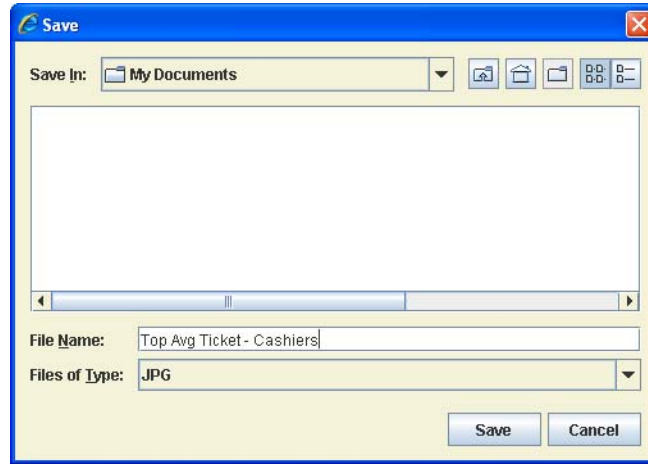 Save
Save In: My Documents
File Name: Top Avg Ticket - Cashiers
Files of Type: JPG
Save Cancel